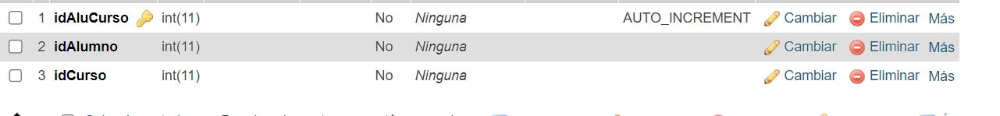 1 idAluCurso int(11) No Ninguna AUTO_INCREMENT Cambiar Eliminar Más
2 idAlumno int(11) No Ninguna Cambiar Eliminar Más
3 idCurso int(11) No Ninguna Cambiar Eliminar Más